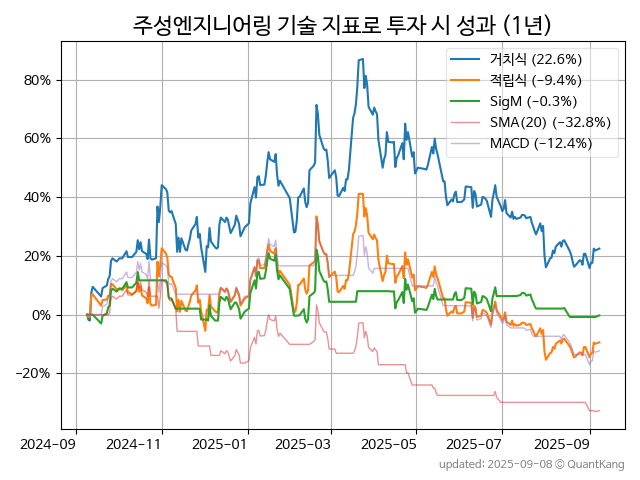 주성엔지니어링 기술 지표로 투자 시 성과 (1년)
거치식 (22.6%)
적립식 (−9.4%)
SigM (−0.3%)
SMA(20) (−32.8%)
MACD (−12.4%)
80%
60%
40%
20%
0%
−20%
2024-09 2024-11 2025-01 2025-03 2025-05 2025-07 2025-09
updated: 2025-09-08 © QuantKang